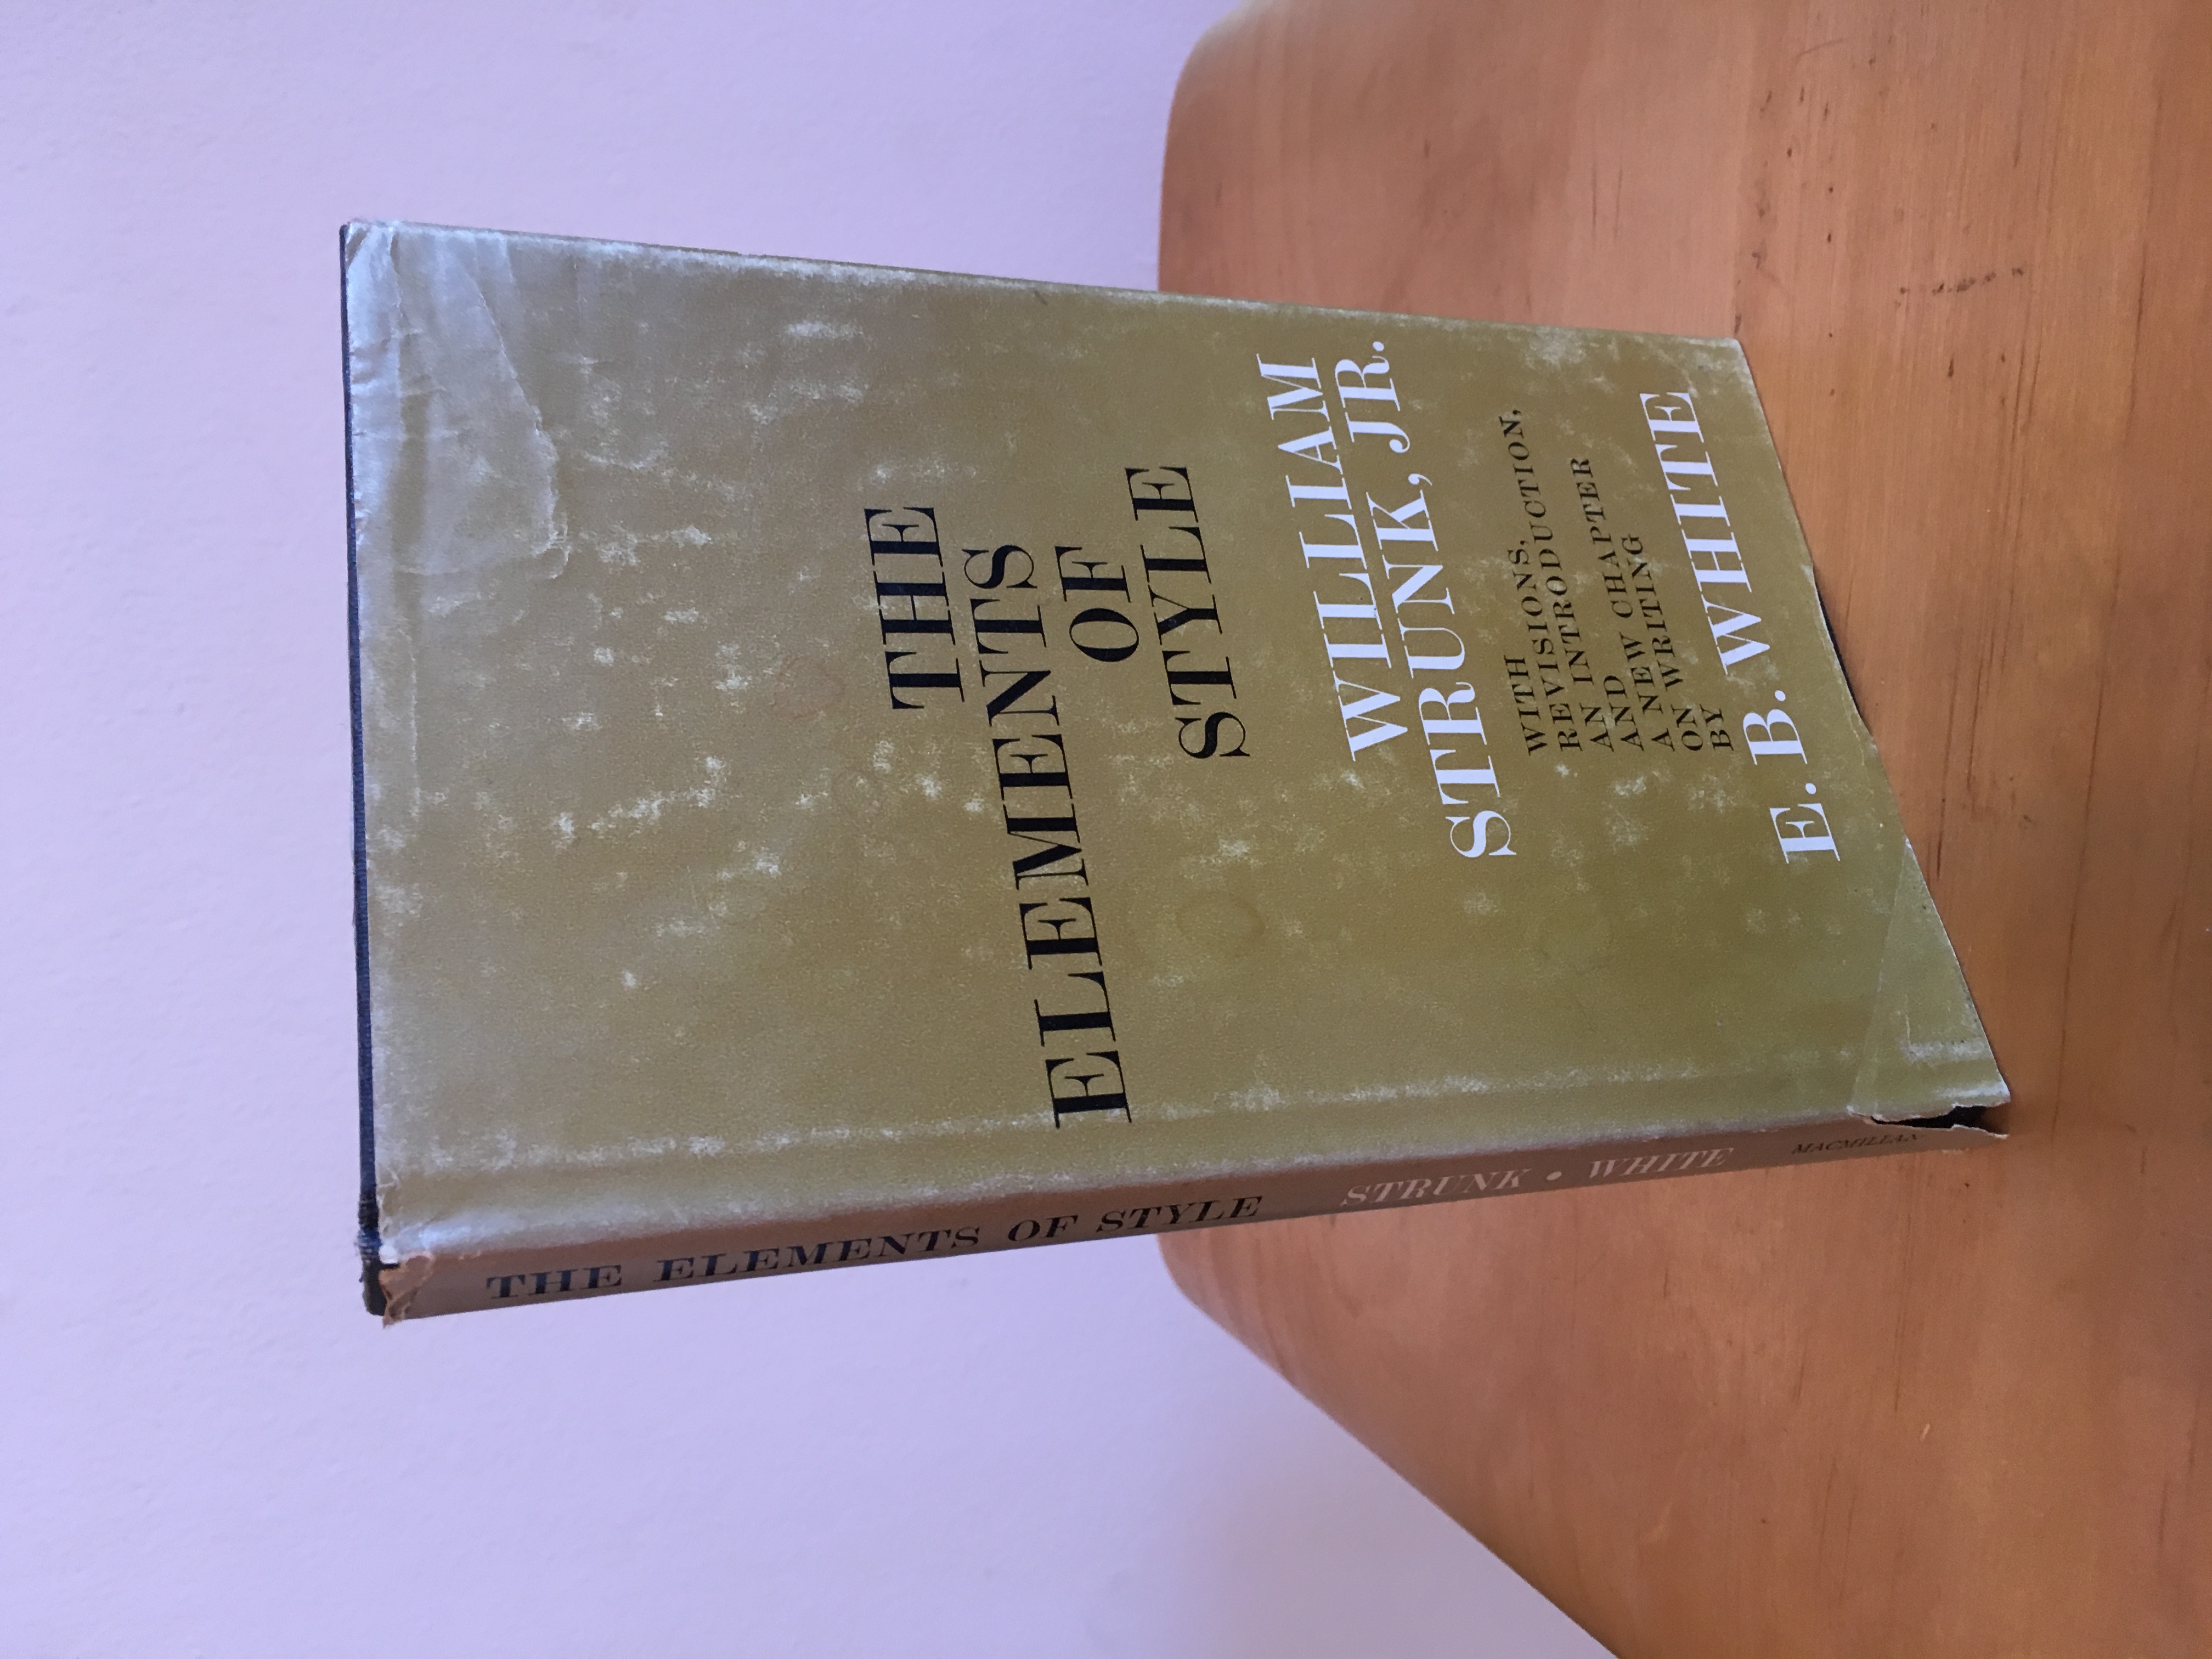 THE
ELEMENTS
OF
STYLE
WILLIAM
STRUNK, JR.
WITH
REVISIONS,
AN INTRODUCTION,
AND
A NEW CHAPTER
ON WRITING
BY
E. B. WHITE
THE ELEMENTS OF STYLE STRUNK • WHITE MACMILLAN